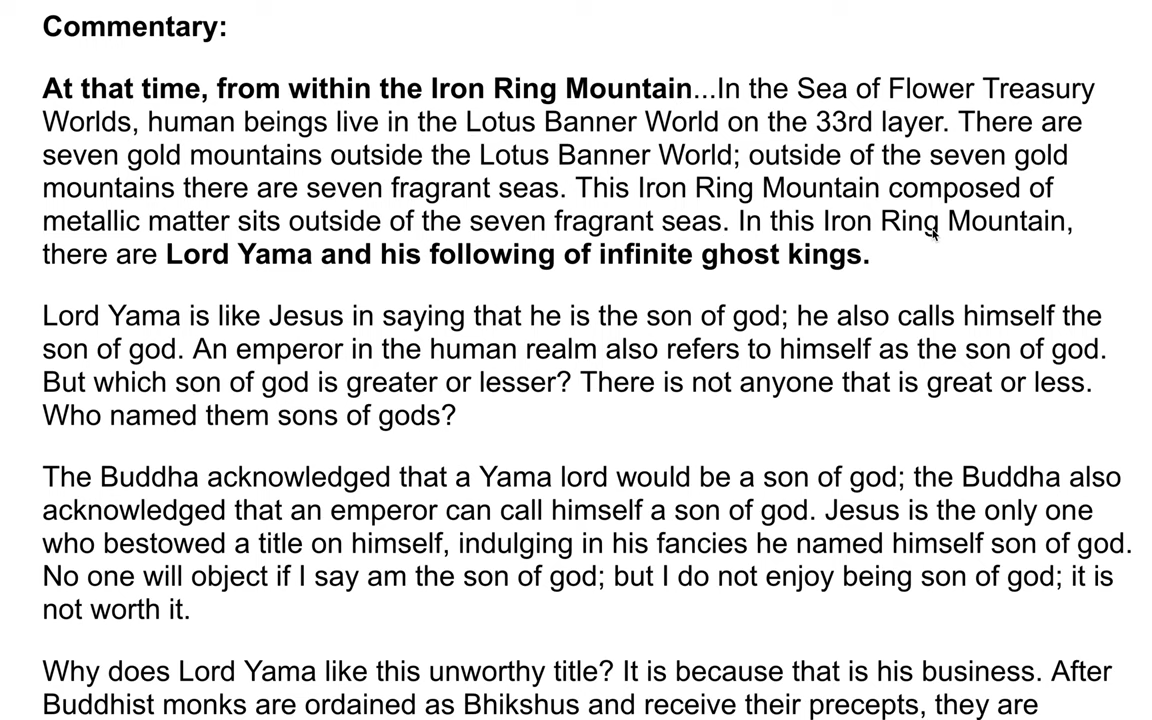 Commentary:
At that time, from within the Iron Ring Mountain...In the Sea of Flower Treasury
Worlds, human beings live in the Lotus Banner World on the 33rd layer. There are
seven gold mountains outside the Lotus Banner World; outside of the seven gold
mountains there are seven fragrant seas. This Iron Ring Mountain composed of
metallic matter sits outside of the seven fragrant seas. In this Iron Ring Mountain,
there are Lord Yama and his following of infinite ghost kings.
Lord Yama is like Jesus in saying that he is the son of god; he also calls himself the
son of god. An emperor in the human realm also refers to himself as the son of god.
But which son of god is greater or lesser? There is not anyone that is great or less.
Who named them sons of gods?
The Buddha acknowledged that a Yama lord would be a son of god; the Buddha also
acknowledged that an emperor can call himself a son of god. Jesus is the only one
who bestowed a title on himself, indulging in his fancies he named himself son of god.
No one will object if I say am the son of god; but I do not enjoy being son of god; it is
not worth it.
Why does Lord Yama like this unworthy title? It is because that is his business. After
Buddhist monks are ordained as Bhikshus and receive their precepts, they are